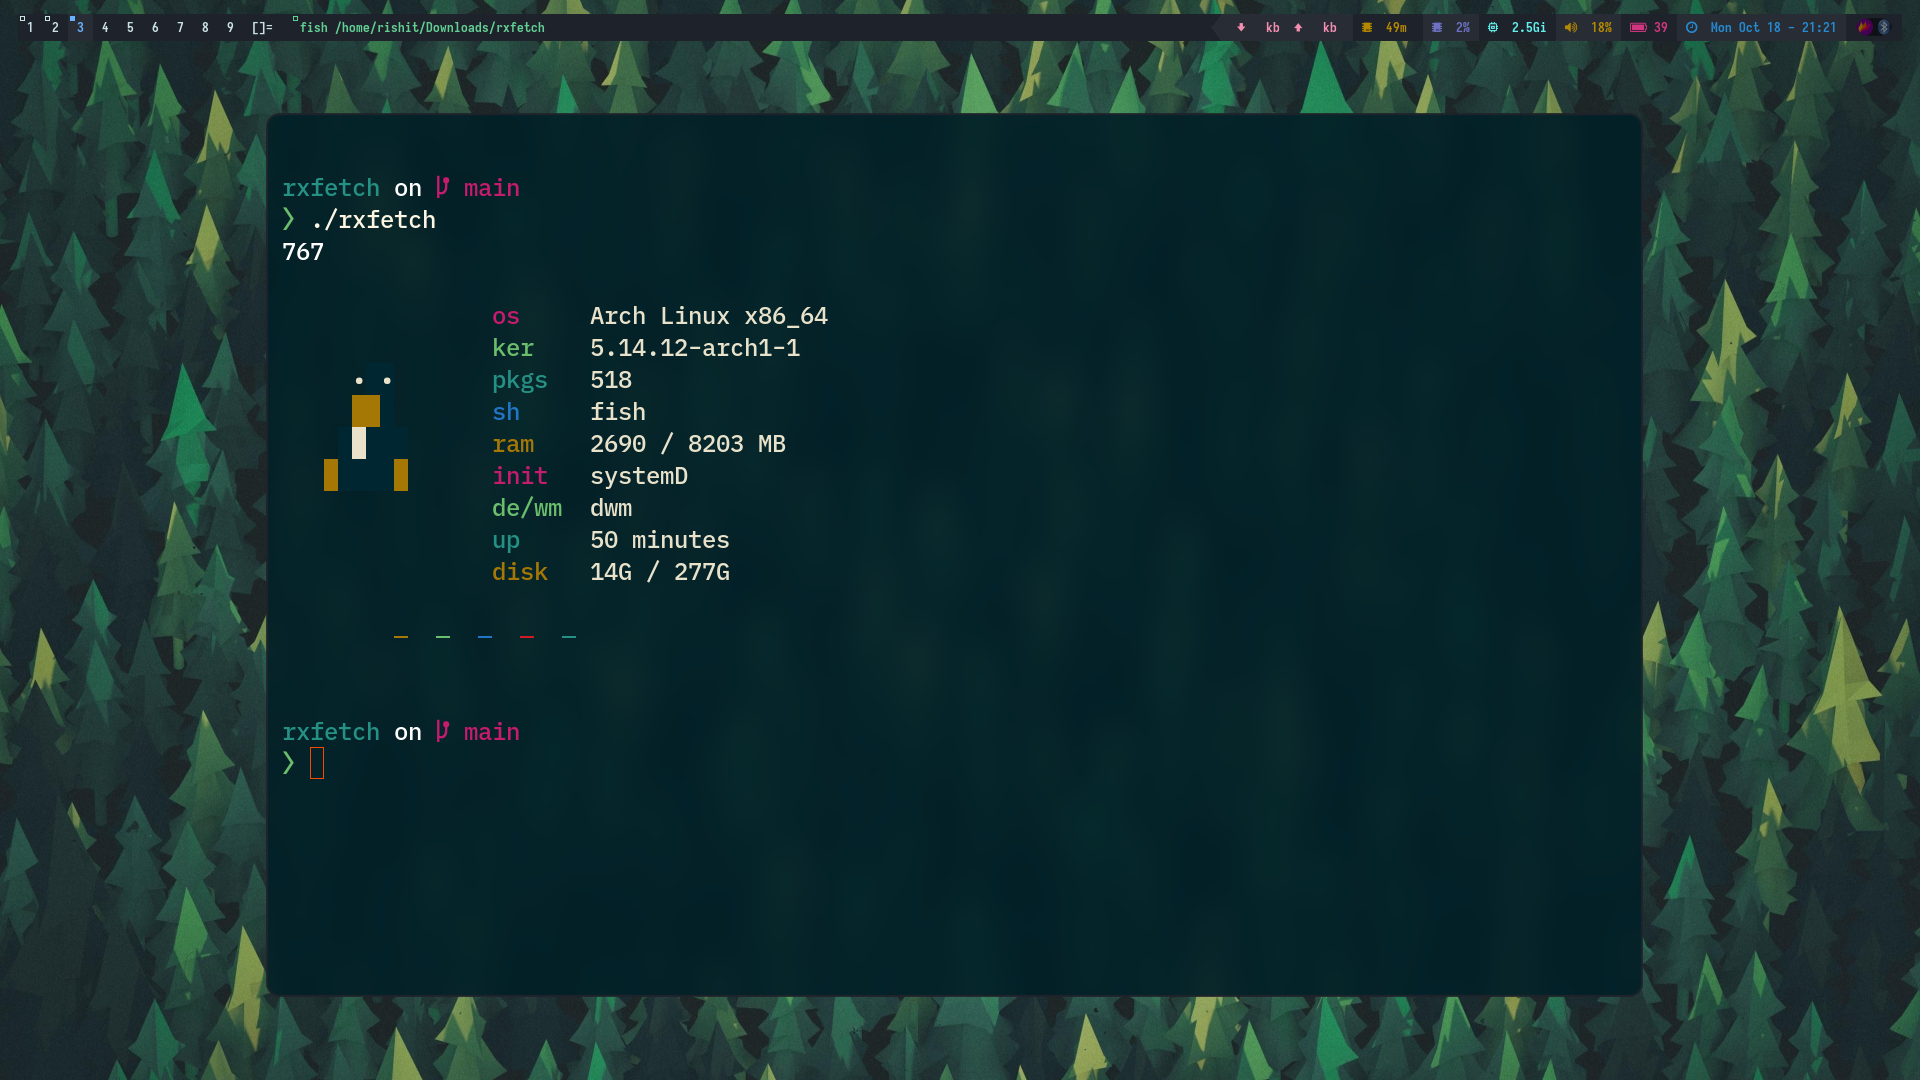 1 2 3 4 5 6 7 8 9 []= fish /home/rishit/Downloads/rxfetch kb kb 49m 2% 2.5Gi 18% 39 Mon Oct 18 - 21:21
rxfetch on main
❯ ./rxfetch
767
os Arch Linux x86_64
ker 5.14.12-arch1-1
pkgs 518
sh fish
ram 2690 / 8203 MB
init systemD
de/wm dwm
up 50 minutes
disk 14G / 277G
rxfetch on main
❯